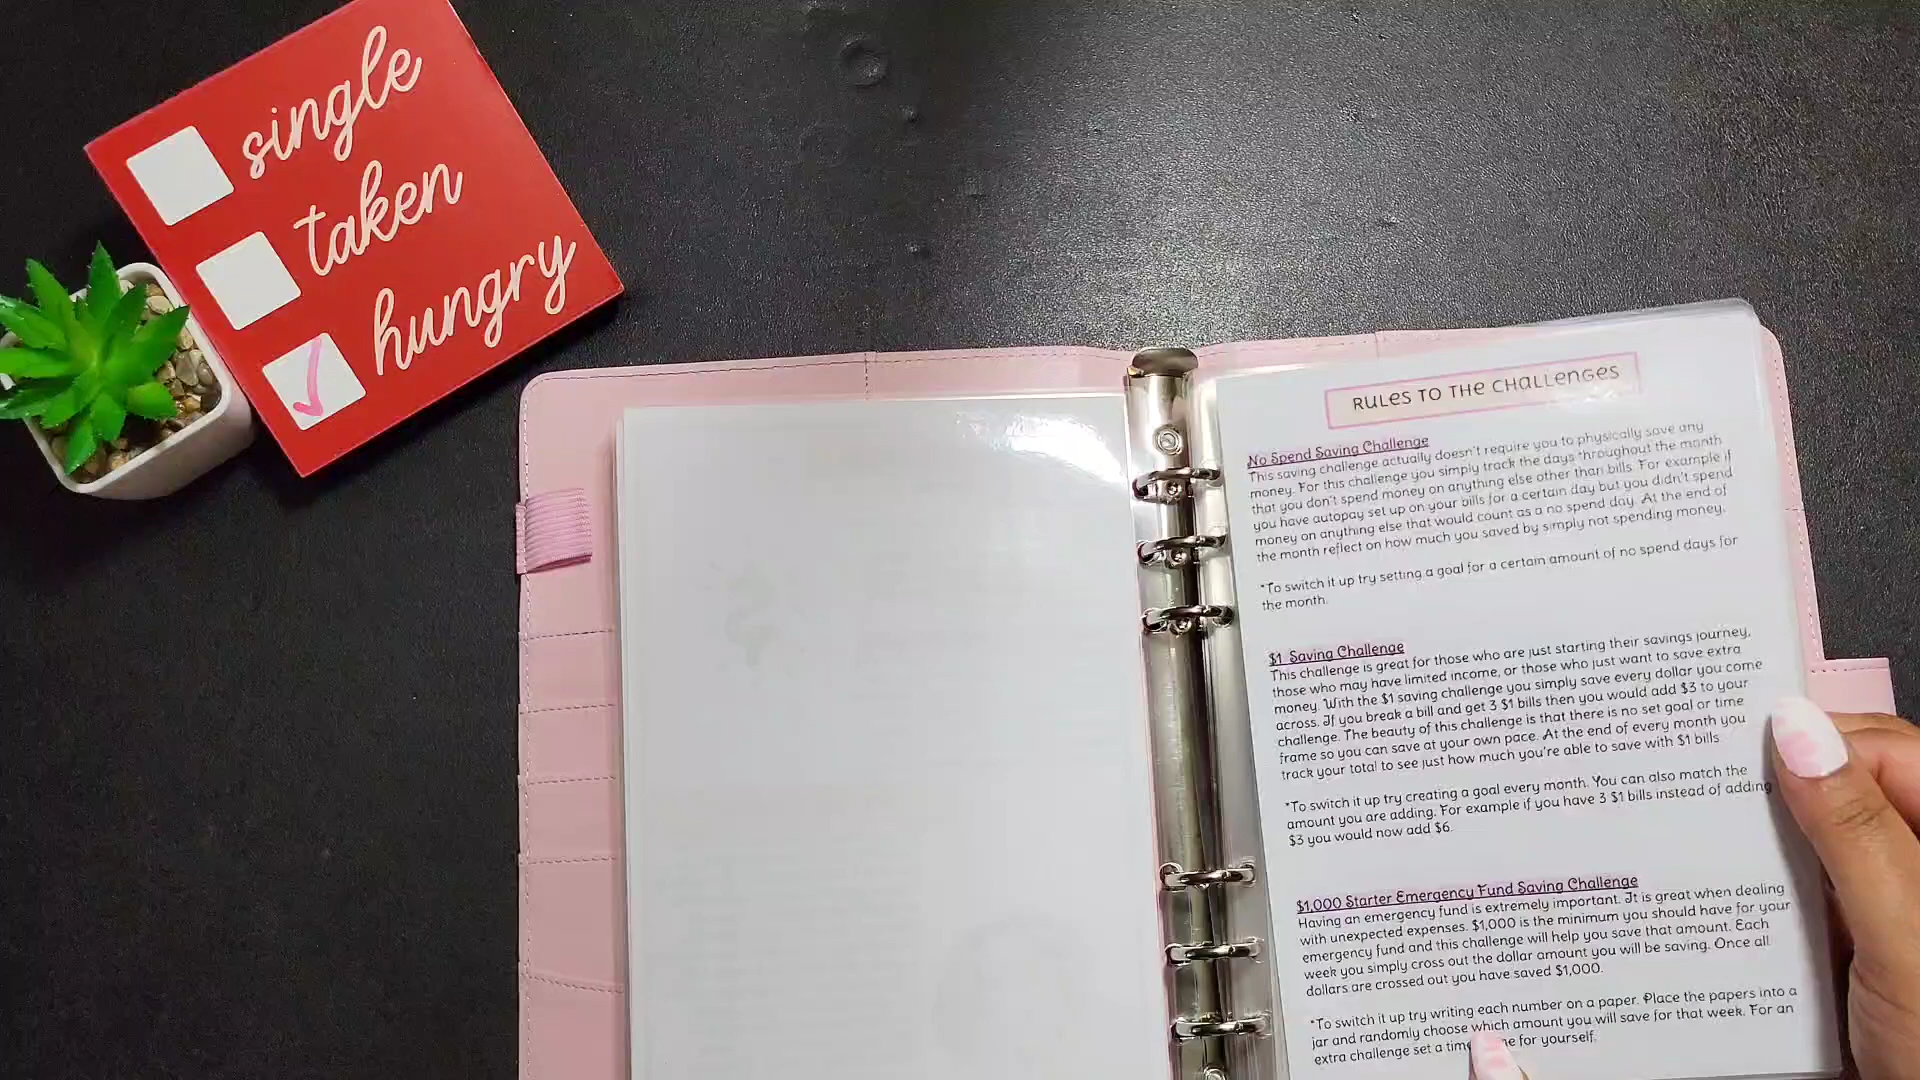 single
taken
hungry
RULES TO THE CHALLENGES
No Spend Saving Challenge
This saving challenge actually doesn't require you to physically save any
money. For this challenge you simply track the days throughout the month
that you don't spend money on anything else other than bills. For example if
you have autopay set up on your bills for a certain day but you didn't spend
money on anything else that would count as a no spend day. At the end of
the month reflect on how much you saved by simply not spending money.
*To switch it up try setting a goal for a certain amount of no spend days for
the month.
$1 Saving Challenge
This challenge is great for those who are just starting their savings journey,
those who may have limited income, or those who just want to save extra
money. With the $1 saving challenge you simply save every dollar you come
across. If you break a bill and get 3 $1 bills then you would add $3 to your
challenge. The beauty of this challenge is that there is no set goal or time
frame so you can save at your own pace. At the end of every month you
track your total to see just how much you're able to save with $1 bills.
*To switch it up try creating a goal every month. You can also match the
amount you are adding. For example if you have 3 $1 bills instead of adding
$3 you would now add $6.
$1,000 Starter Emergency Fund Saving Challenge
Having an emergency fund is extremely important. It is great when dealing
with unexpected expenses. $1,000 is the minimum you should have for your
emergency fund and this challenge will help you save that amount. Each
week you simply cross out the dollar amount you will be saving. Once all
dollars are crossed out you have saved $1,000.
*To switch it up try writing each number on a paper. Place the papers into a
jar and randomly choose which amount you will save for that week. For an
extra challenge set a for yourself.